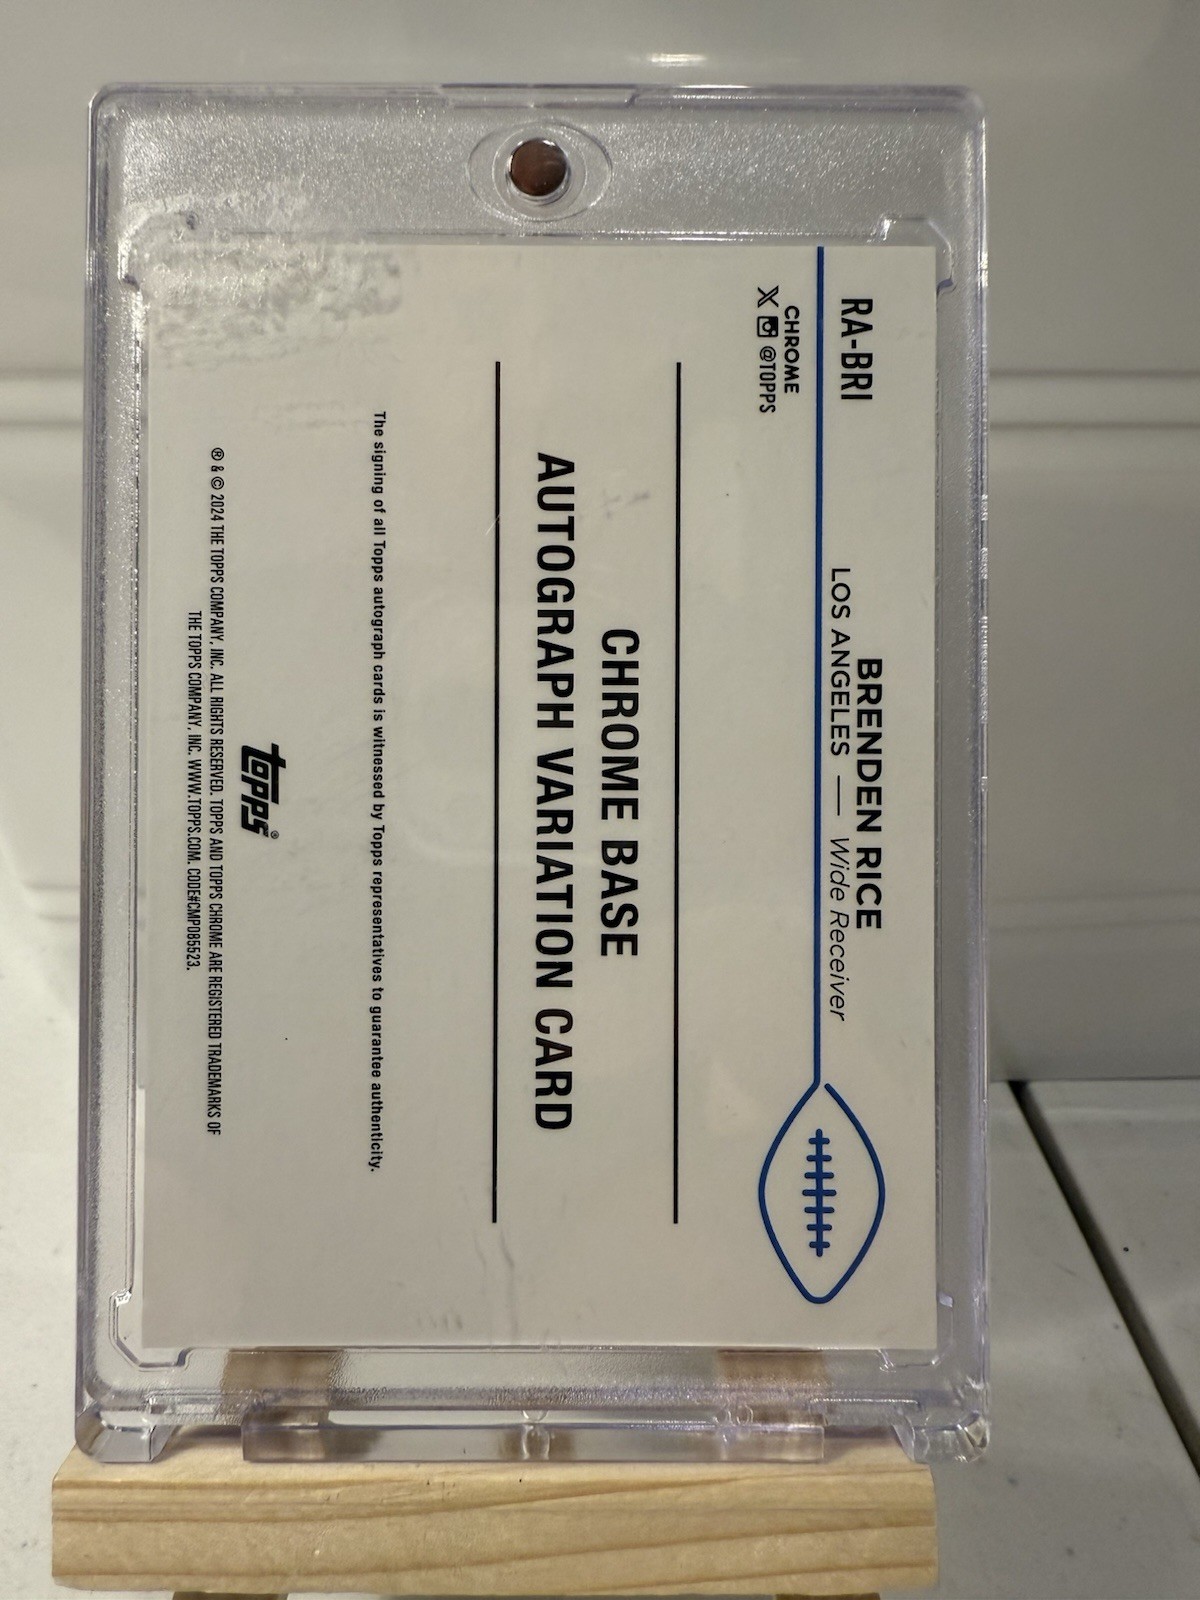 RA-BRI
BRENDEN RICE
LOS ANGELES — Wide Receiver
CHROME
X @TOPPS
CHROME BASE
AUTOGRAPH VARIATION CARD
The signing of all Topps autograph cards is witnessed by Topps representatives to guarantee authenticity.
topps®
® & © 2024 THE TOPPS COMPANY, INC. ALL RIGHTS RESERVED. TOPPS AND TOPPS CHROME ARE REGISTERED TRADEMARKS OF
THE TOPPS COMPANY, INC. WWW.TOPPS.COM. CODE#CMP085523.